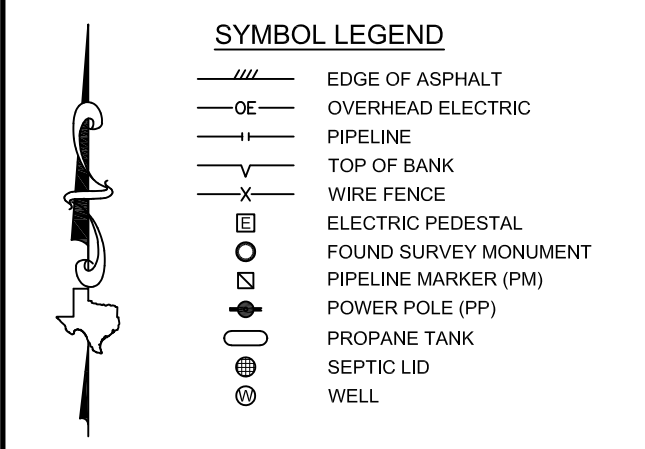 SYMBOL LEGEND
EDGE OF ASPHALT
OE OVERHEAD ELECTRIC
PIPELINE
TOP OF BANK
X WIRE FENCE
E ELECTRIC PEDESTAL
FOUND SURVEY MONUMENT
PIPELINE MARKER (PM)
POWER POLE (PP)
PROPANE TANK
SEPTIC LID
W WELL